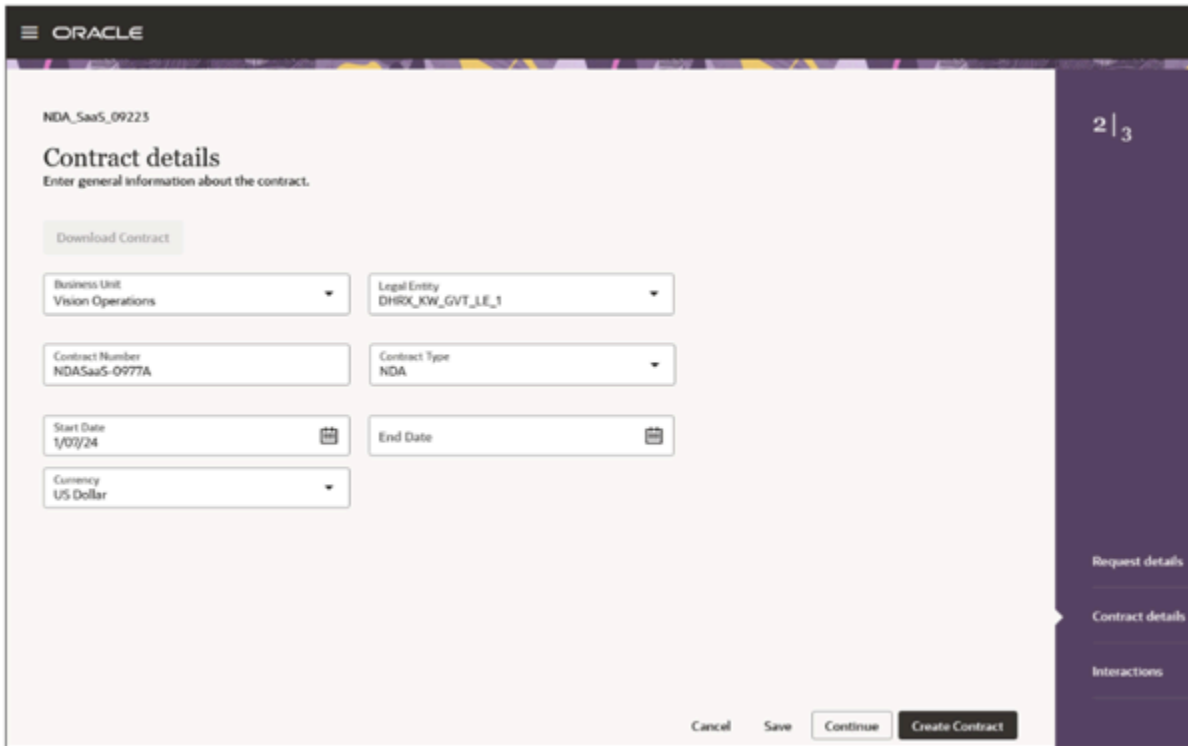 ORACLE
NDA_SaaS_09223
2|3
Contract details
Enter general information about the contract.
Download Contract
Business Unit
Vision Operations
Legal Entity
DHRX_KW_GVT_LE_1
Contract Number
NDASaaS-0977A
Contract Type
NDA
Start Date
1/07/24
End Date
Currency
US Dollar
Request details
Contract details
Interactions
Cancel Save Continue Create Contract